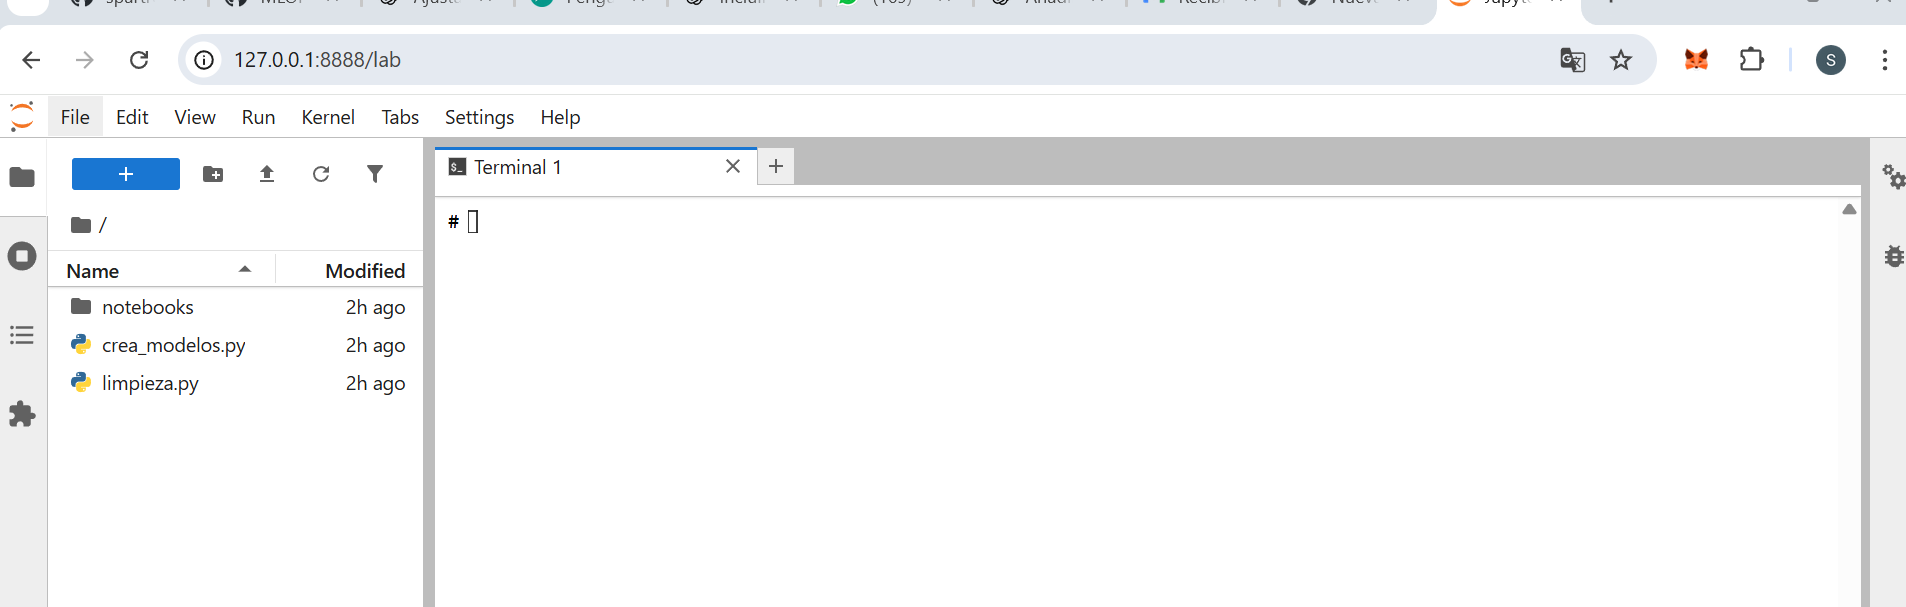 127.0.0.1:8888/lab
S
File Edit View Run Kernel Tabs Settings Help
Terminal 1
/
#
Name Modified
notebooks 2h ago
crea_modelos.py 2h ago
limpieza.py 2h ago